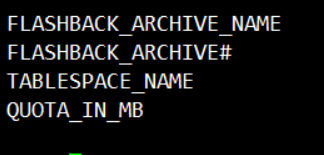 FLASHBACK_ARCHIVE_NAME
FLASHBACK_ARCHIVE#
TABLESPACE_NAME
QUOTA_IN_MB